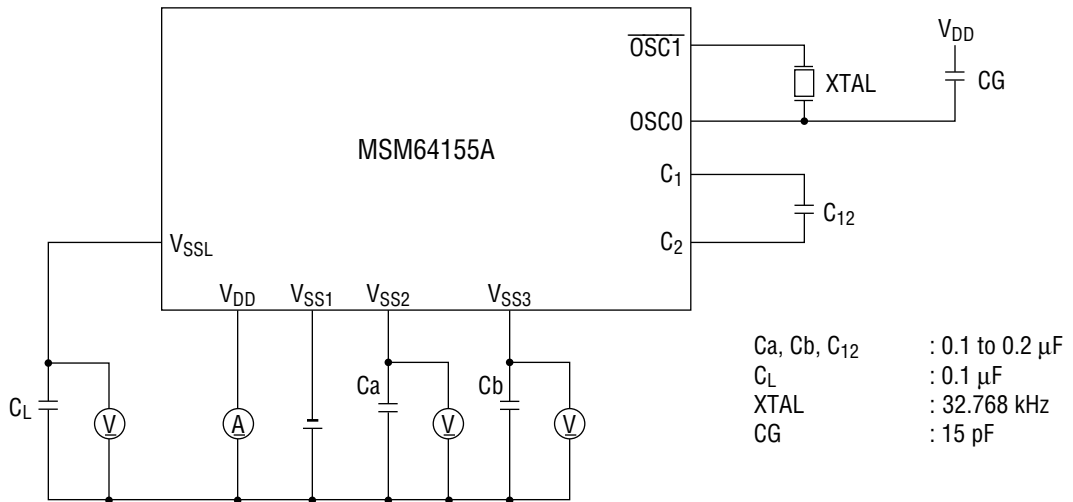 OSC1
V_DD
XTAL
CG
OSC0
MSM64155A
C_1
C_12
C_2
V_SSL
V_DD
V_SS1
V_SS2
V_SS3
Ca
Cb
C_L
V
A
V
V
Ca, Cb, C_12 : 0.1 to 0.2 μF
C_L : 0.1 μF
XTAL : 32.768 kHz
CG : 15 pF